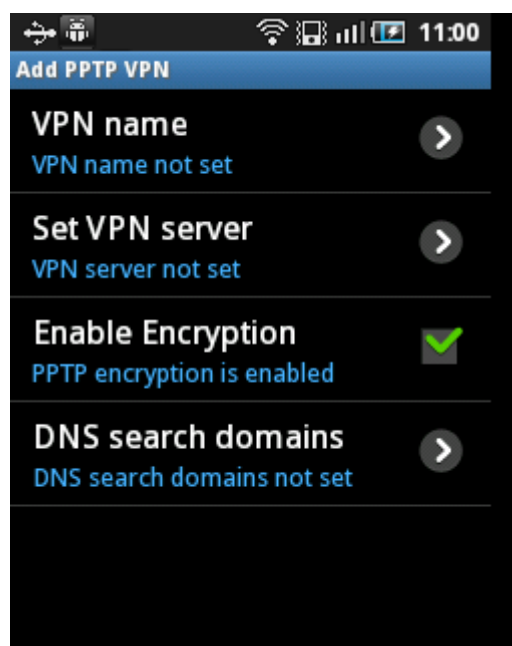 11:00
Add PPTP VPN
VPN name
VPN name not set
Set VPN server
VPN server not set
Enable Encryption
PPTP encryption is enabled
DNS search domains
DNS search domains not set